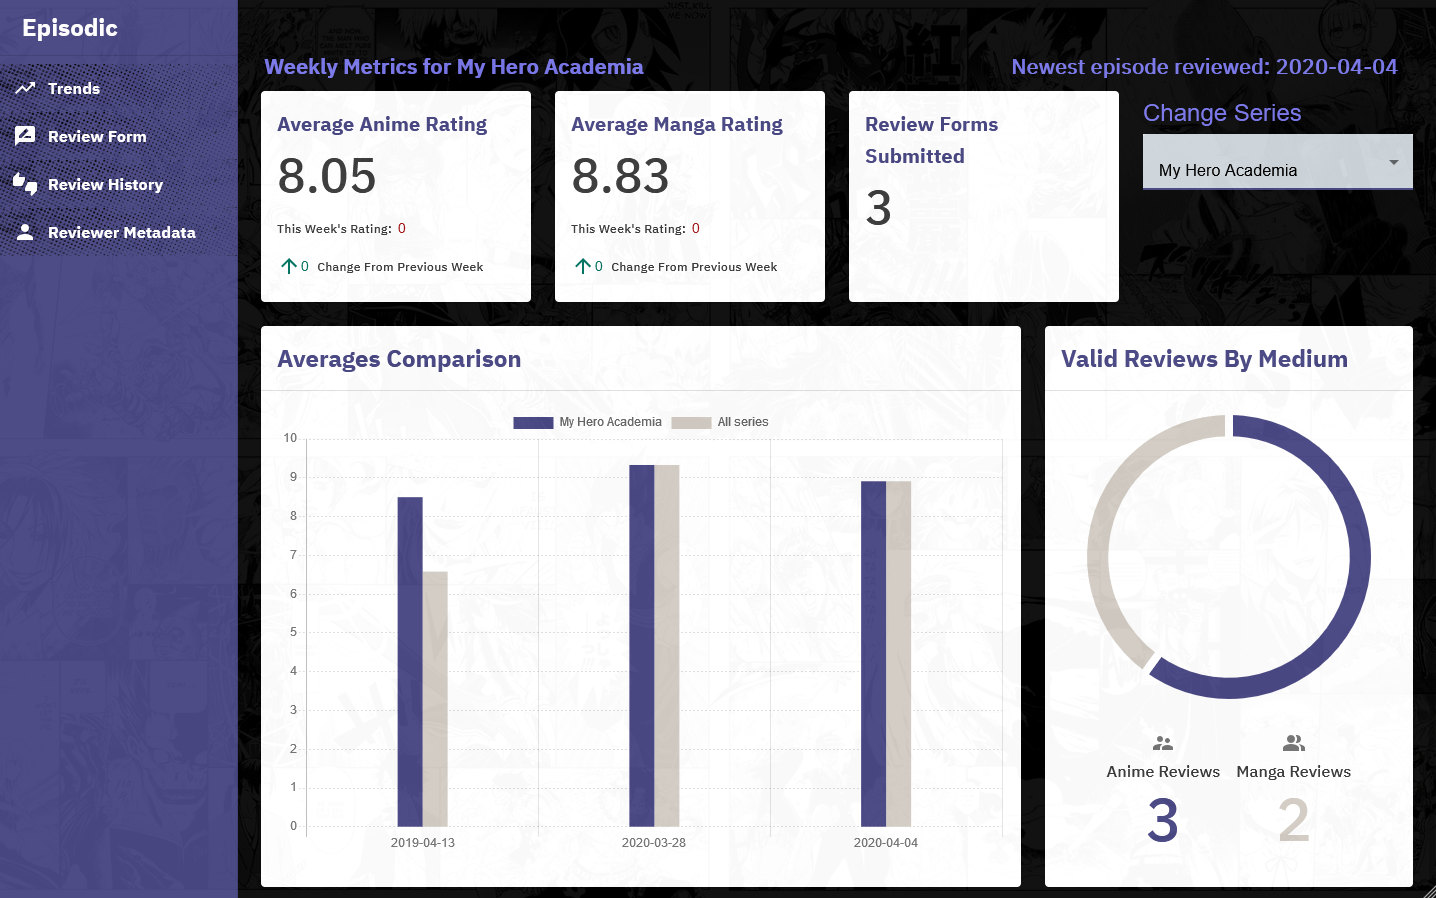 Episodic
Trends
Review Form
Review History
Reviewer Metadata
JUST KILL
ME NOW
Weekly Metrics for My Hero Academia
Newest episode reviewed: 2020-04-04
Average Anime Rating
8.05
This Week's Rating: 0
0 Change From Previous Week
Average Manga Rating
8.83
This Week's Rating: 0
0 Change From Previous Week
Review Forms
Submitted
3
Change Series
My Hero Academia
Averages Comparison
My Hero Academia
All series
10
9
8
7
6
5
4
3
2
1
0
2019-04-13
2020-03-28
2020-04-04
Valid Reviews By Medium
Anime Reviews
Manga Reviews
3
2